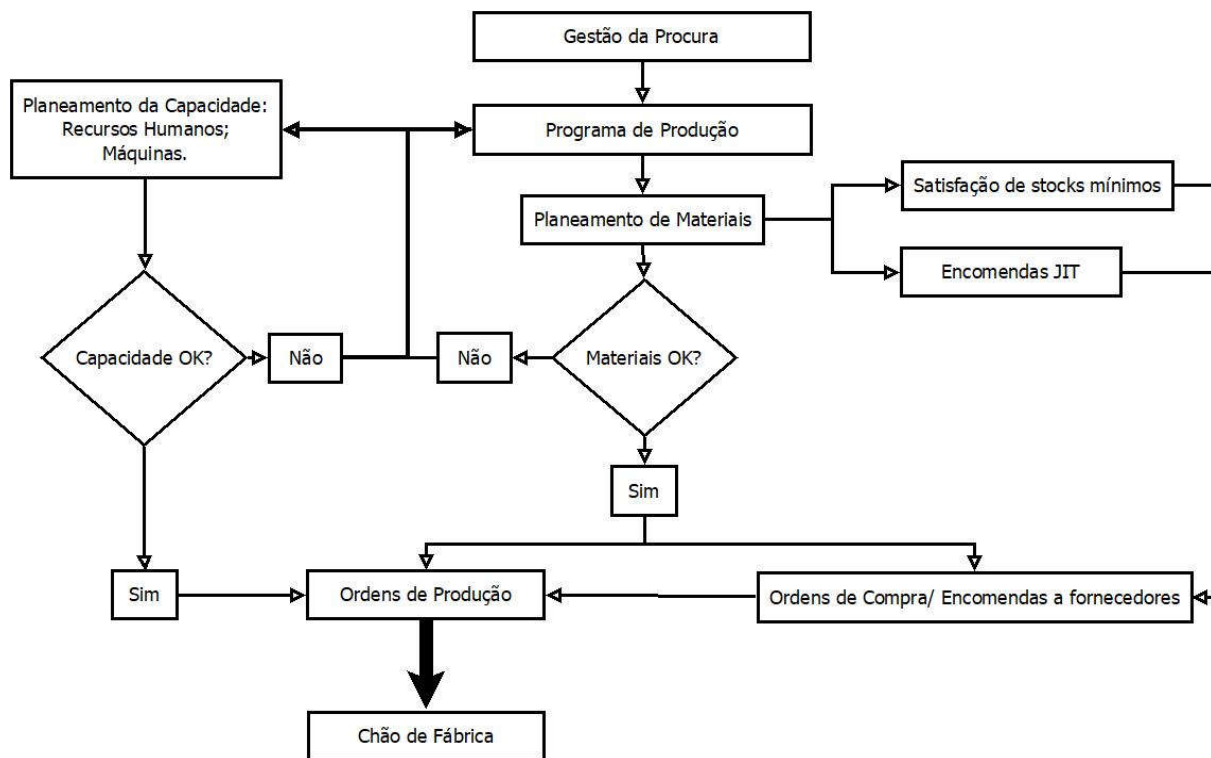 Gestão da Procura
Planeamento da Capacidade:
Recursos Humanos;
Máquinas.
Programa de Produção
Satisfação de stocks mínimos
Planeamento de Materiais
Encomendas JIT
Capacidade OK?
Não
Não
Materiais OK?
Sim
Sim
Ordens de Produção
Ordens de Compra/ Encomendas a fornecedores
Chão de Fábrica